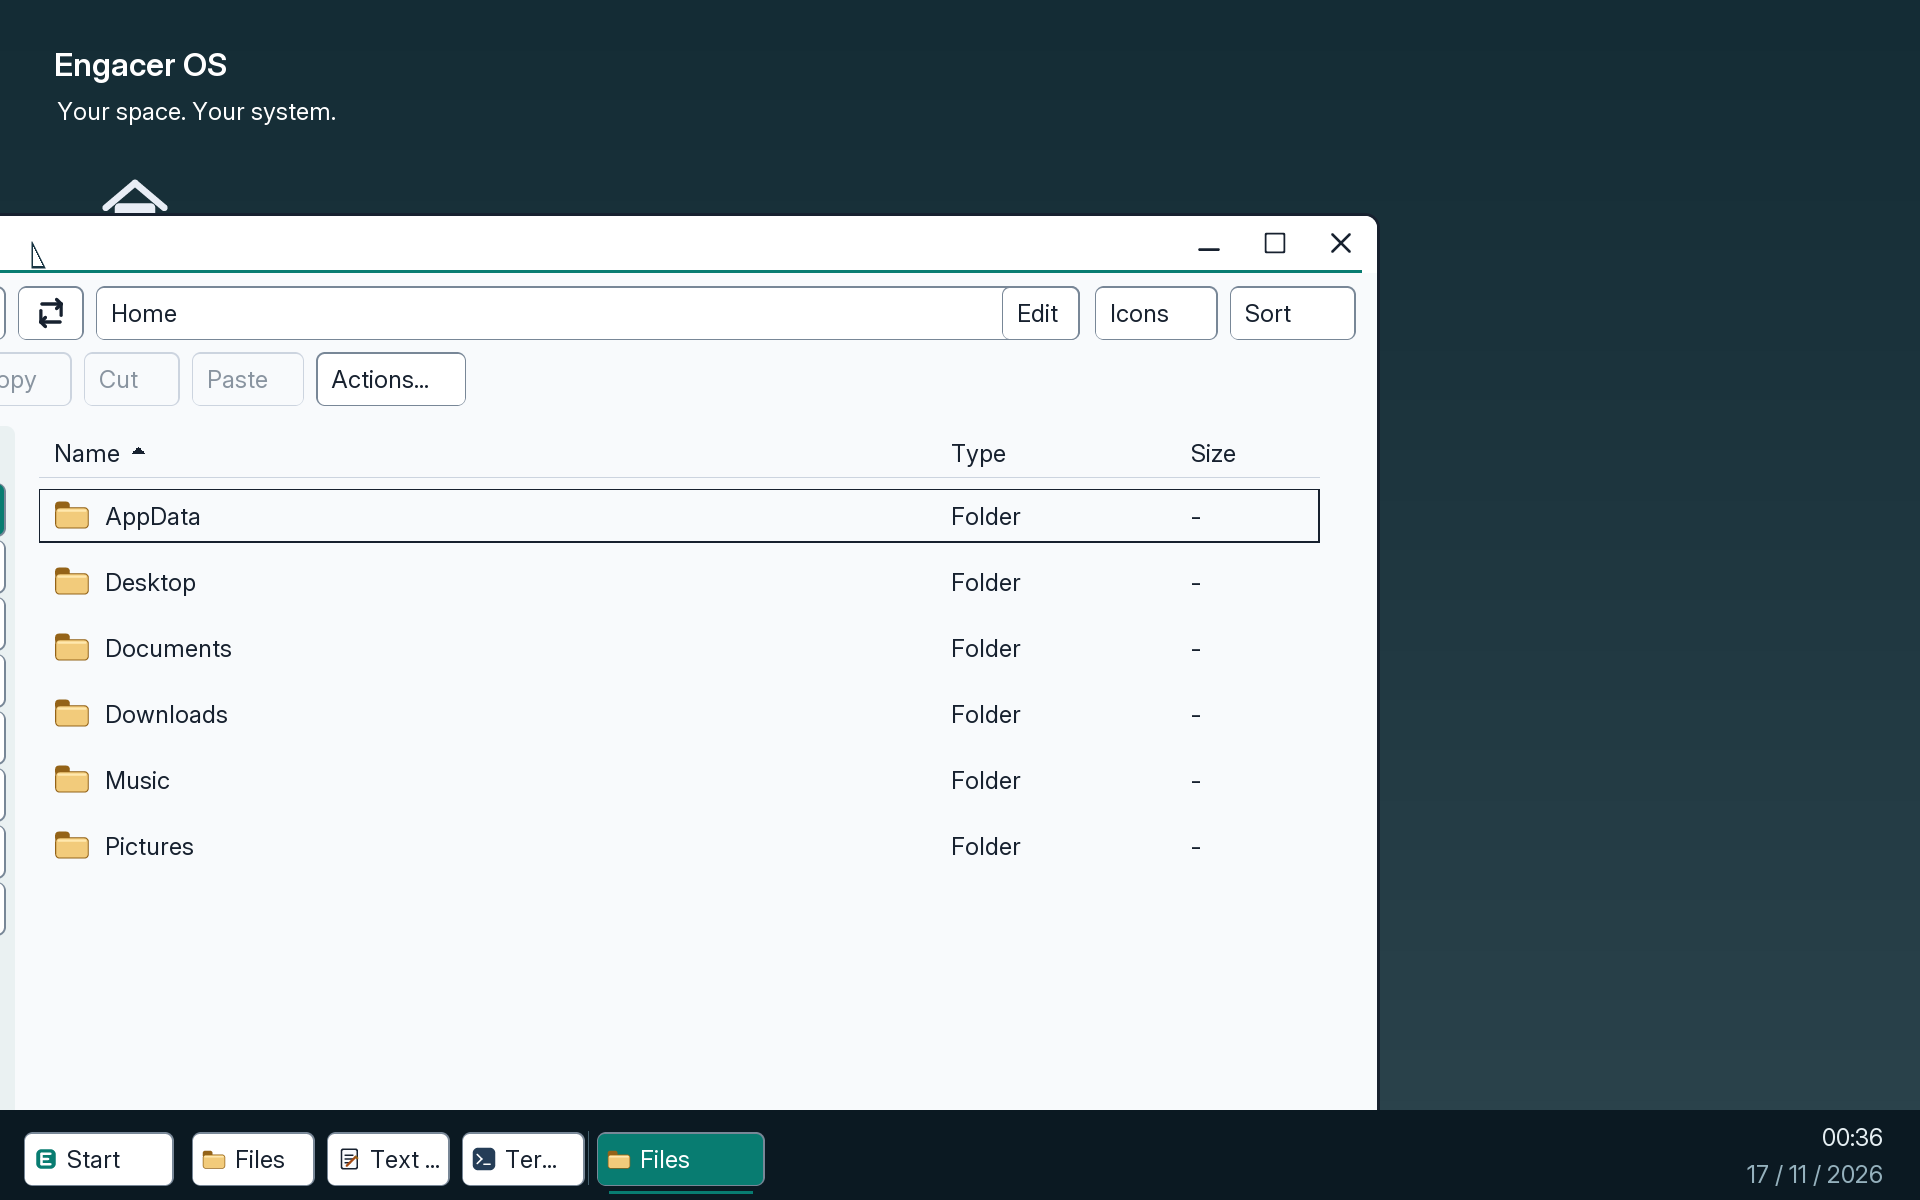 Engacer OS
Your space. Your system.
Home Edit Icons Sort
opy Cut Paste Actions...
Name Type Size
AppData Folder -
Desktop Folder -
Documents Folder -
Downloads Folder -
Music Folder -
Pictures Folder -
E Start Files Text ... Ter... Files
00:36
17 / 11 / 2026